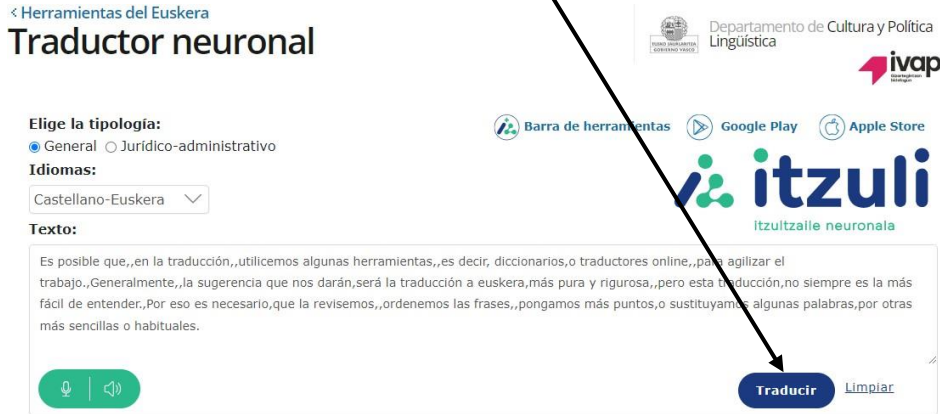 < Herramientas del Euskera
Traductor neuronal
EUSKO JAURLARITZA
GOBIERNO VASCO
Departamento de Cultura y Política
Lingüística
ivap
Elige la tipología:
General Jurídico-administrativo
Barra de herramientas Google Play Apple Store
Idiomas:
Castellano-Euskera
itzuli
itzultzaile neuronala
Texto:
Es posible que,,en la traducción,,utilicemos algunas herramientas,,es decir, diccionarios,o traductores online,,para agilizar el
trabajo.,Generalmente,,la sugerencia que nos darán,será la traducción a euskera,más pura y rigurosa,,pero esta traducción,no siempre es la más
fácil de entender.,Por eso es necesario,que la revisemos,,ordenemos las frases,,pongamos más puntos,o sustituyamos algunas palabras,por otras
más sencillas o habituales.
Traducir Limpiar